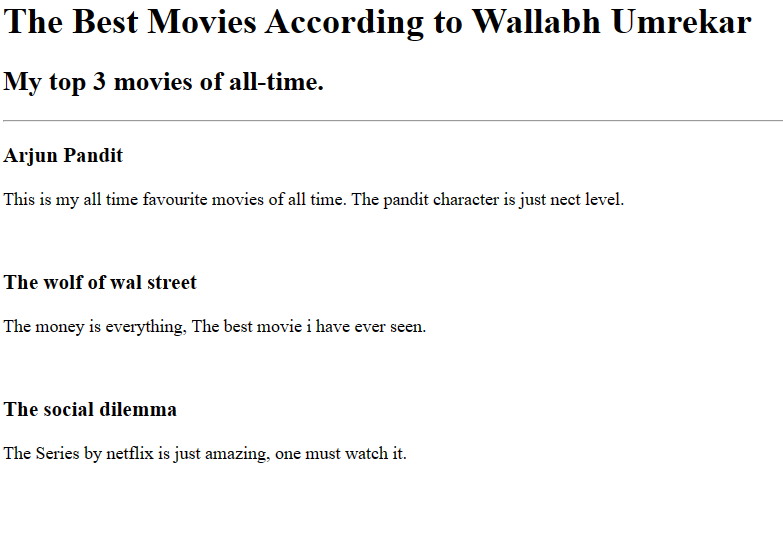 The Best Movies According to Wallabh Umrekar
My top 3 movies of all-time.
Arjun Pandit
This is my all time favourite movies of all time. The pandit character is just nect level.
The wolf of wal street
The money is everything, The best movie i have ever seen.
The social dilemma
The Series by netflix is just amazing, one must watch it.